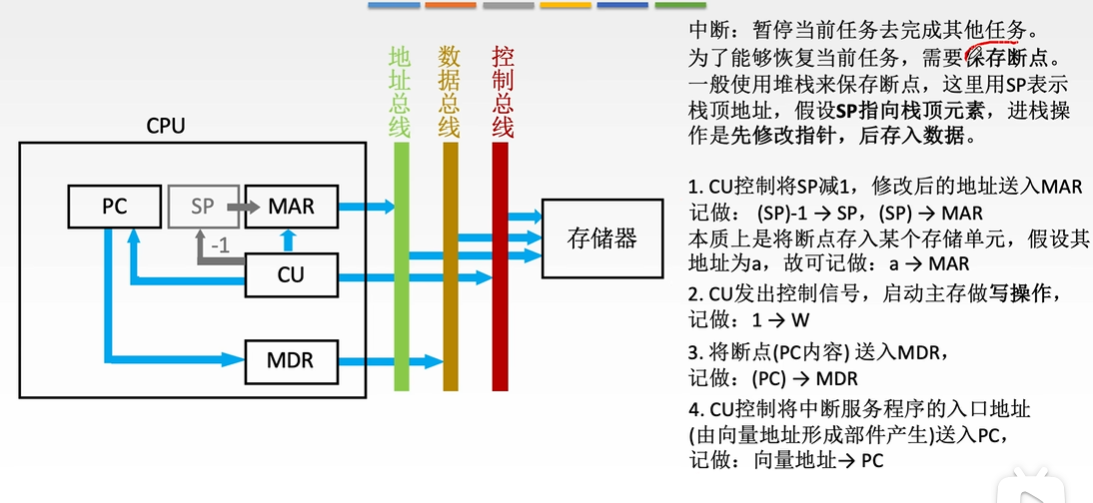 中断：暂停当前任务去完成其他任务。
为了能够恢复当前任务，需要保存断点。
一般使用堆栈来保存断点，这里用SP表示
栈顶地址，假设SP指向栈顶元素，进栈操
作是先修改指针，后存入数据。
1. CU控制将SP减1，修改后的地址送入MAR
记做： (SP)-1 → SP，(SP) → MAR
本质上是将断点存入某个存储单元，假设其
地址为a，故可记做：a → MAR
2. CU发出控制信号，启动主存做写操作，
记做：1 → W
3. 将断点(PC内容) 送入MDR，
记做：(PC) → MDR
4. CU控制将中断服务程序的入口地址
(由向量地址形成部件产生)送入PC，
记做：向量地址→ PC
地址总线
数据总线
控制总线
CPU
PC
SP
MAR
-1
CU
MDR
存储器